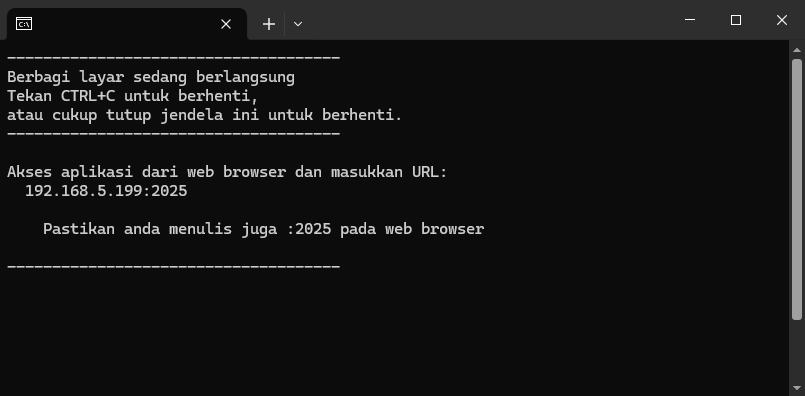 -------------------------------------
Berbagi layar sedang berlangsung
Tekan CTRL+C untuk berhenti,
atau cukup tutup jendela ini untuk berhenti.
-------------------------------------
Akses aplikasi dari web browser dan masukkan URL:
192.168.5.199:2025
Pastikan anda menulis juga :2025 pada web browser
-------------------------------------